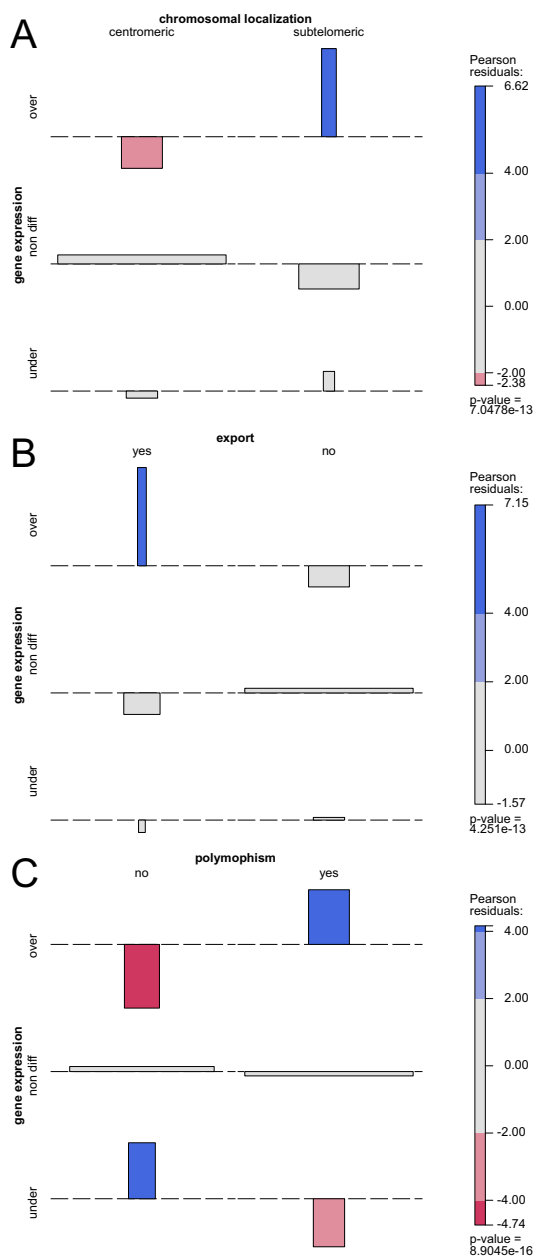 A
chromosomal localization
centromeric subtelomeric
gene expression
over
non diff
under
Pearson
residuals:
6.62
4.00
2.00
0.00
-2.00
-2.38
p-value =
7.0478e-13
B
export
yes no
gene expression
over
non diff
under
Pearson
residuals:
7.15
4.00
2.00
0.00
-1.57
p-value =
4.251e-13
C
polymophism
no yes
gene expression
over
non diff
under
Pearson
residuals:
4.00
2.00
0.00
-2.00
-4.00
-4.74
p-value =
8.9045e-16